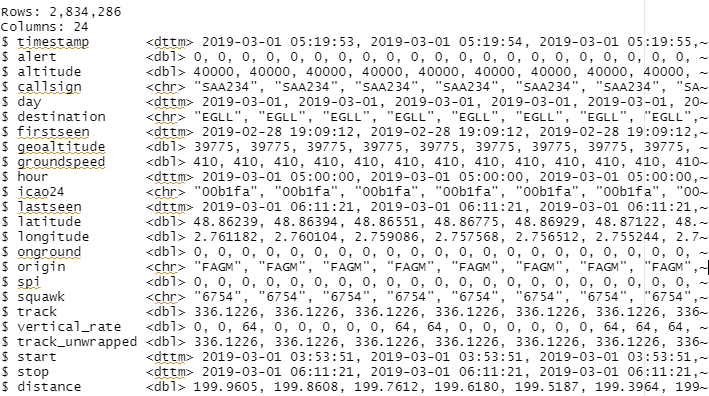 Rows: 2,834,286
Columns: 24
$ timestamp <dttm> 2019-03-01 05:19:53, 2019-03-01 05:19:54, 2019-03-01 05:19:55,~
$ alert <dbl> 0, 0, 0, 0, 0, 0, 0, 0, 0, 0, 0, 0, 0, 0, 0, 0, 0, 0, 0, 0, 0, ~
$ altitude <dbl> 40000, 40000, 40000, 40000, 40000, 40000, 40000, 40000, 40000, ~
$ callsign <chr> "SAA234", "SAA234", "SAA234", "SAA234", "SAA234", "SAA234", "SA~
$ day <dttm> 2019-03-01, 2019-03-01, 2019-03-01, 2019-03-01, 2019-03-01, 20~
$ destination <chr> "EGLL", "EGLL", "EGLL", "EGLL", "EGLL", "EGLL", "EGLL", "EGLL",~
$ firstseen <dttm> 2019-02-28 19:09:12, 2019-02-28 19:09:12, 2019-02-28 19:09:12,~
$ geoaltitude <dbl> 39775, 39775, 39775, 39775, 39775, 39775, 39775, 39775, 39775, ~
$ groundspeed <dbl> 410, 410, 410, 410, 410, 410, 410, 410, 410, 410, 410, 410, 410~
$ hour <dttm> 2019-03-01 05:00:00, 2019-03-01 05:00:00, 2019-03-01 05:00:00,~
$ icao24 <chr> "00b1fa", "00b1fa", "00b1fa", "00b1fa", "00b1fa", "00b1fa", "00~
$ lastseen <dttm> 2019-03-01 06:11:21, 2019-03-01 06:11:21, 2019-03-01 06:11:21,~
$ latitude <dbl> 48.86239, 48.86394, 48.86551, 48.86775, 48.86929, 48.87122, 48.~
$ longitude <dbl> 2.761182, 2.760104, 2.759086, 2.757568, 2.756512, 2.755244, 2.7~
$ onground <dbl> 0, 0, 0, 0, 0, 0, 0, 0, 0, 0, 0, 0, 0, 0, 0, 0, 0, 0, 0, 0, 0, ~
$ origin <chr> "FAGM", "FAGM", "FAGM", "FAGM", "FAGM", "FAGM", "FAGM", "FAGM",~
$ spi <dbl> 0, 0, 0, 0, 0, 0, 0, 0, 0, 0, 0, 0, 0, 0, 0, 0, 0, 0, 0, 0, 0, ~
$ squawk <chr> "6754", "6754", "6754", "6754", "6754", "6754", "6754", "6754",~
$ track <dbl> 336.1226, 336.1226, 336.1226, 336.1226, 336.1226, 336.1226, 336~
$ vertical_rate <dbl> 0, 0, 64, 0, 0, 0, 0, 0, 64, 64, 0, 0, 0, 0, 0, 0, 64, 64, 64, ~
$ track_unwrapped <dbl> 336.1226, 336.1226, 336.1226, 336.1226, 336.1226, 336.1226, 336~
$ start <dttm> 2019-03-01 03:53:51, 2019-03-01 03:53:51, 2019-03-01 03:53:51,~
$ stop <dttm> 2019-03-01 06:11:21, 2019-03-01 06:11:21, 2019-03-01 06:11:21,~
$ distance <dbl> 199.9605, 199.8608, 199.7612, 199.6180, 199.5187, 199.3964, 199~